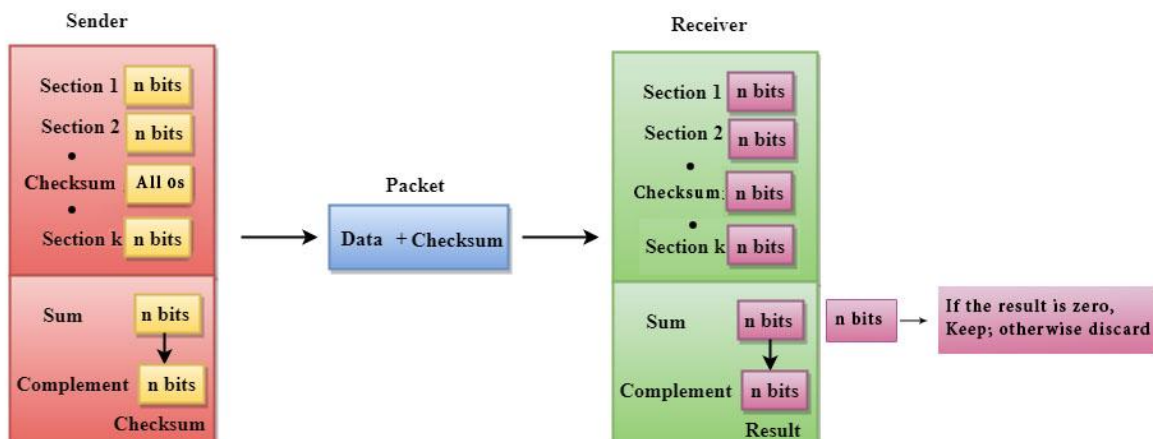 Sender
Section 1 n bits
Section 2 n bits
Checksum All 0s
Section k n bits
Sum n bits
Complement n bits
Checksum
Packet
Data + Checksum
Receiver
Section 1 n bits
Section 2 n bits
Checksum: n bits
Section k n bits
Sum n bits
Complement n bits
Result
n bits
If the result is zero,
Keep; otherwise discard